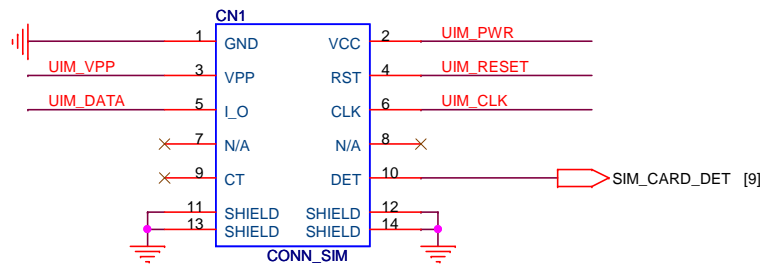 CN1
1 GND VCC 2 UIM_PWR
UIM_VPP 3 VPP RST 4 UIM_RESET
UIM_DATA 5 I_O CLK 6 UIM_CLK
7 N/A N/A 8
9 CT DET 10 SIM_CARD_DET [9]
11 SHIELD SHIELD 12
13 SHIELD SHIELD 14
CONN_SIM